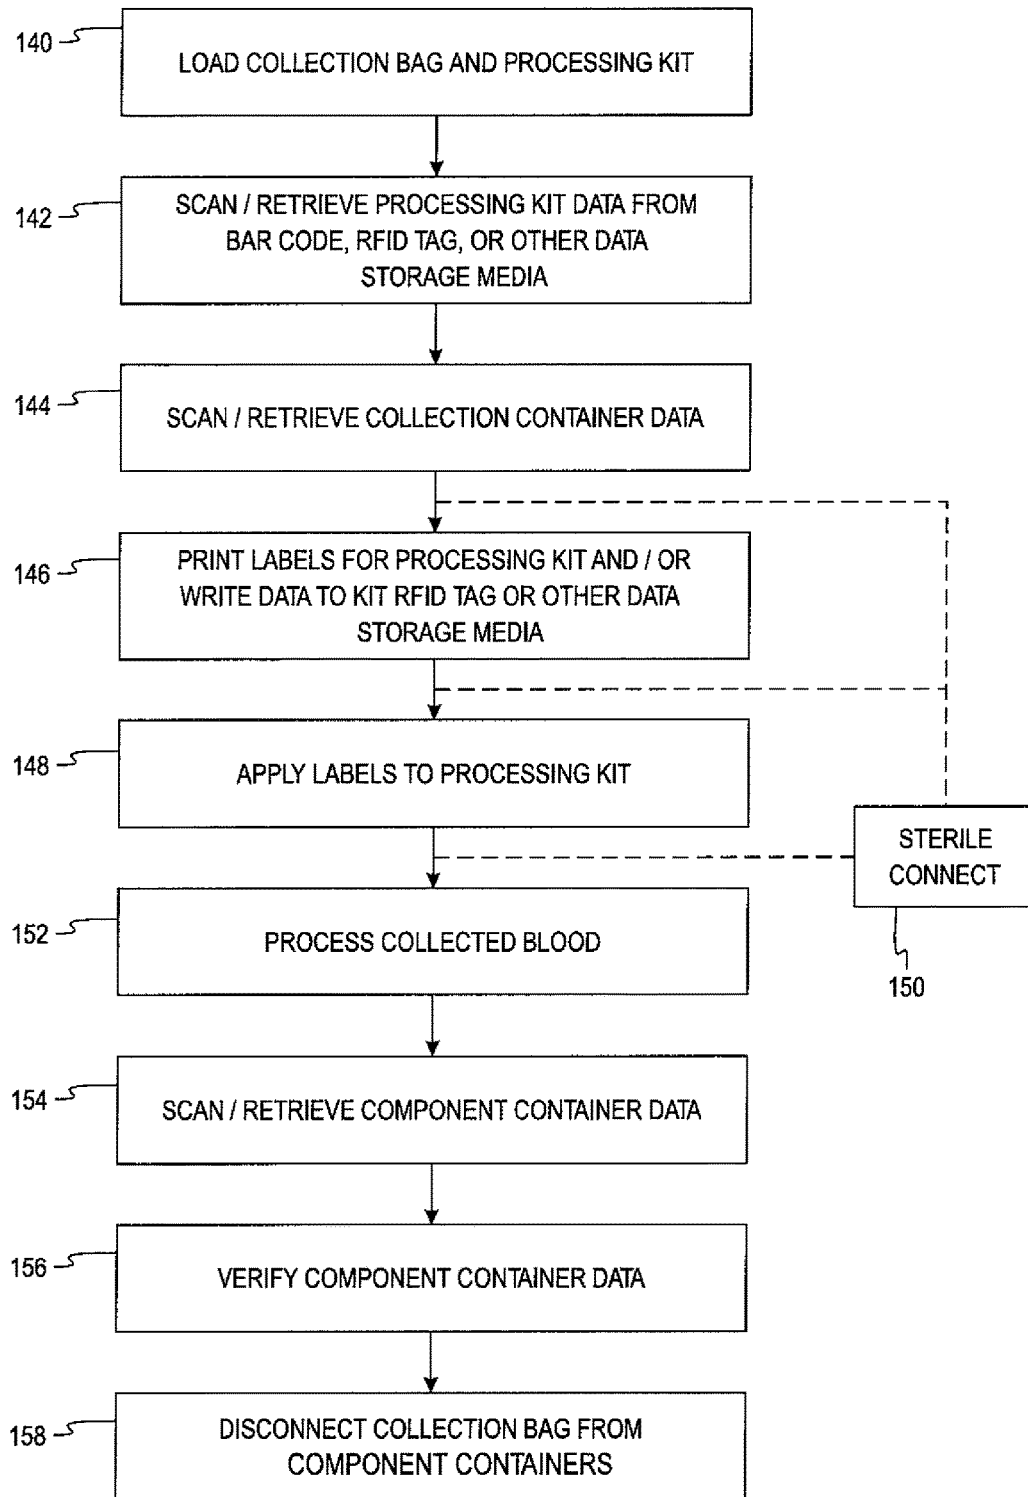 140
LOAD COLLECTION BAG AND PROCESSING KIT
142
SCAN / RETRIEVE PROCESSING KIT DATA FROM
BAR CODE, RFID TAG, OR OTHER DATA
STORAGE MEDIA
144
SCAN / RETRIEVE COLLECTION CONTAINER DATA
146
PRINT LABELS FOR PROCESSING KIT AND / OR
WRITE DATA TO KIT RFID TAG OR OTHER DATA
STORAGE MEDIA
148
APPLY LABELS TO PROCESSING KIT
STERILE
CONNECT
150
152
PROCESS COLLECTED BLOOD
154
SCAN / RETRIEVE COMPONENT CONTAINER DATA
156
VERIFY COMPONENT CONTAINER DATA
158
DISCONNECT COLLECTION BAG FROM
COMPONENT CONTAINERS